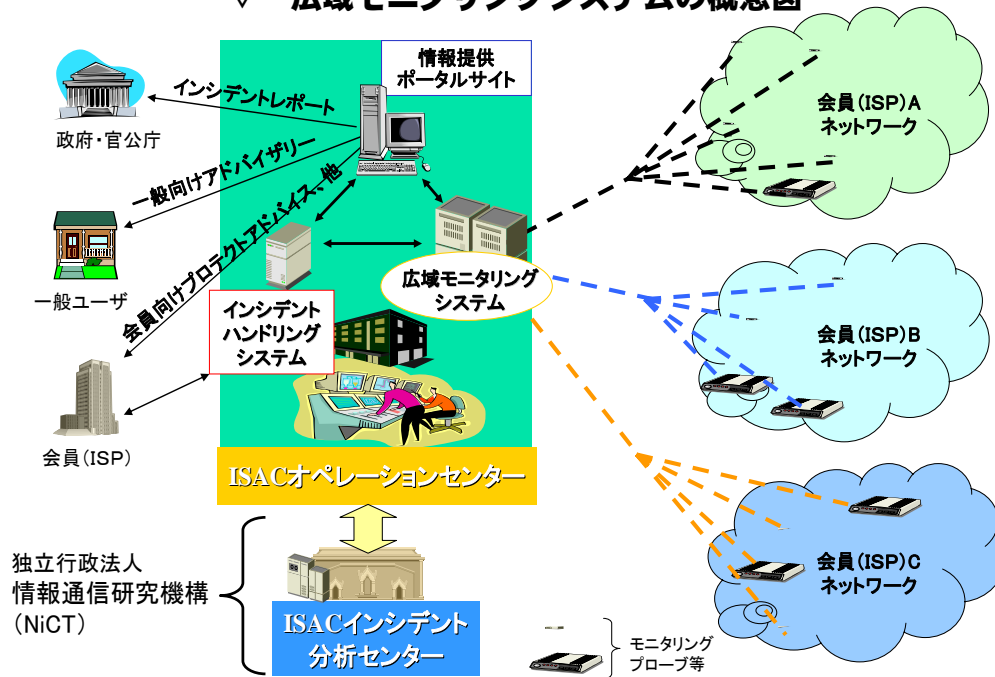 ▽ 広域モニタリングシステムの概念図
情報提供
ポータルサイト
インシデントレポート
政府・官公庁
一般向けアドバイザリー
会員向けプロテクトアドバイス、他
一般ユーザ
会員(ISP)
インシデント
ハンドリング
システム
広域モニタリング
システム
会員(ISP)A
ネットワーク
会員(ISP)B
ネットワーク
会員(ISP)C
ネットワーク
ISACオペレーションセンター
独立行政法人
情報通信研究機構
(NiCT)
ISACインシデント
分析センター
モニタリング
プローブ等